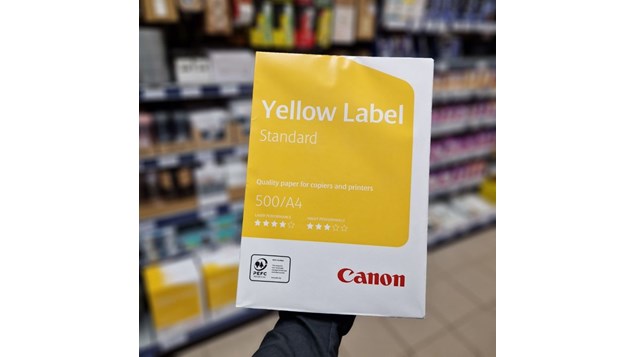 Yellow Label
Standard
Quality paper for copiers and printers
500/A4
PEFC
Canon